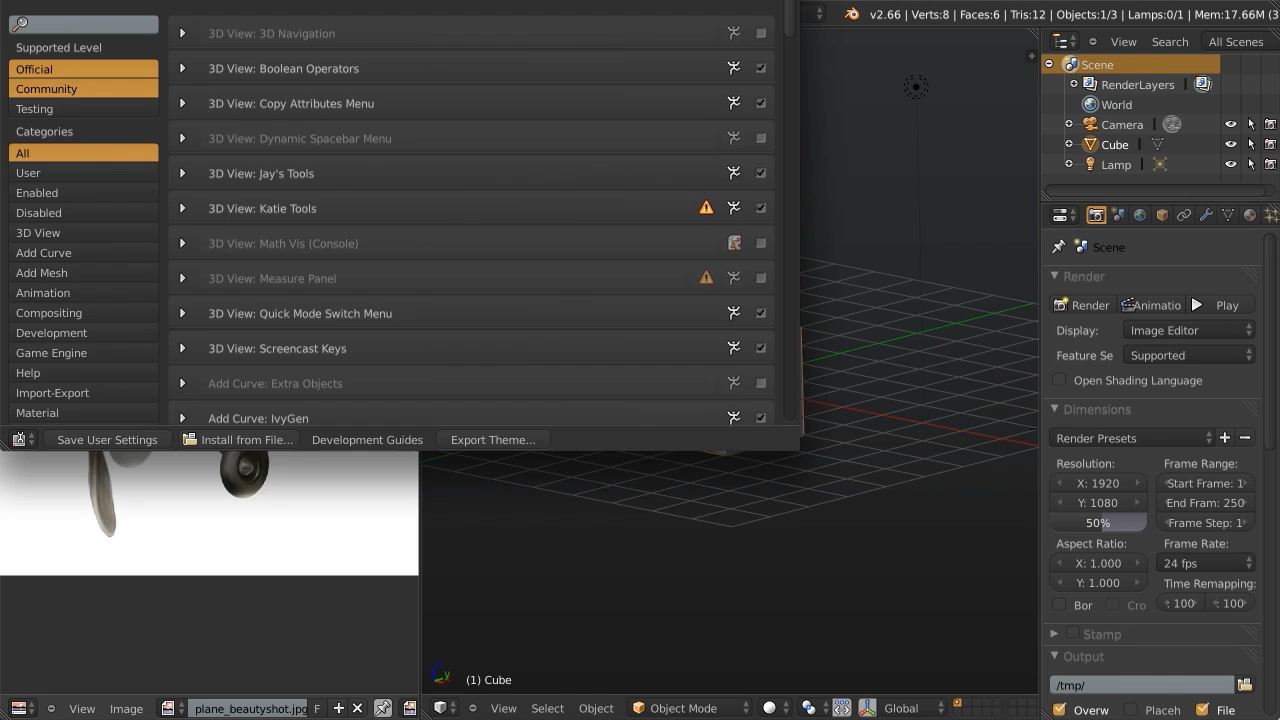 v2.66 | Verts:8 | Faces:6 | Tris:12 | Objects:1/3 | Lamps:0/1 | Mem:17.66M (3
Supported Level
Official
Community
Testing
Categories
All
User
Enabled
Disabled
3D View
Add Curve
Add Mesh
Animation
Compositing
Development
Game Engine
Help
Import-Export
Material
3D View: 3D Navigation
3D View: Boolean Operators
3D View: Copy Attributes Menu
3D View: Dynamic Spacebar Menu
3D View: Jay's Tools
3D View: Katie Tools
3D View: Math Vis (Console)
3D View: Measure Panel
3D View: Quick Mode Switch Menu
3D View: Screencast Keys
Add Curve: Extra Objects
Add Curve: IvyGen
Save User Settings
Install from File...
Development Guides
Export Theme...
View
Search
All Scenes
Scene
RenderLayers
World
Camera
Cube
Lamp
Scene
Render
Render
Animatio
Play
Display:
Image Editor
Feature Se
Supported
Open Shading Language
Dimensions
Render Presets
Resolution:
Frame Range:
X: 1920
Start Frame: 1
Y: 1080
End Fram: 250
50%
Frame Step: 1
Aspect Ratio:
Frame Rate:
X: 1.000
24 fps
Y: 1.000
Time Remapping:
Bor
Cro
: 100
: 100
Stamp
Output
/tmp/
Overw
Placeh
File
(1) Cube
View
Image
plane_beautyshot.jpg
F
View
Select
Object
Object Mode
Global